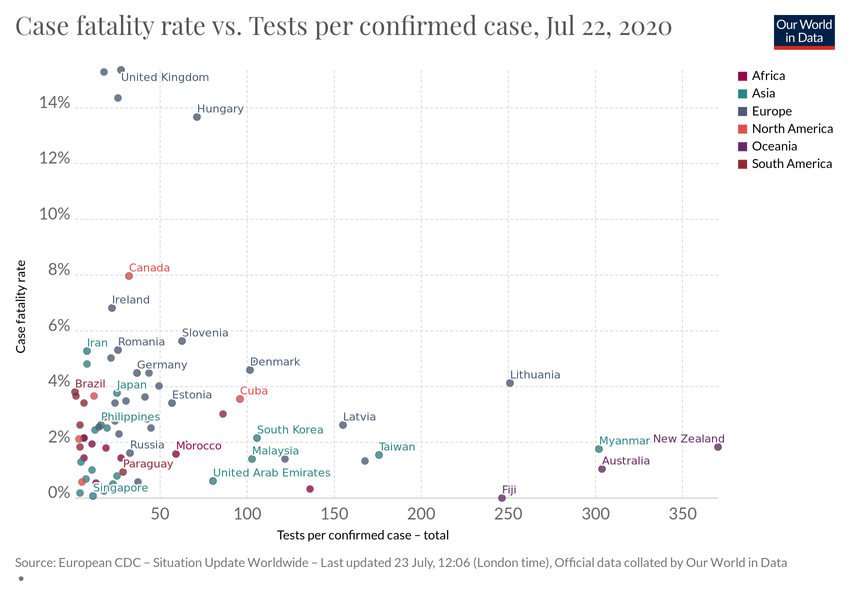 Case fatality rate vs. Tests per confirmed case, Jul 22, 2020
Our World
in Data
Africa
Asia
Europe
North America
Oceania
South America
United Kingdom
14%
Hungary
12%
10%
8%
Canada
Ireland
6%
Slovenia
Iran
Romania
Germany
Denmark
Lithuania
4%
Brazil
Japan
Estonia
Cuba
Philippines
Latvia
South Korea
2%
Russia
Morocco
Malaysia
Taiwan
Myanmar
New Zealand
Paraguay
United Arab Emirates
Australia
Singapore
Fiji
0%
50
100
150
200
250
300
350
Case fatality rate
Tests per confirmed case – total
Source: European CDC – Situation Update Worldwide – Last updated 23 July, 12:06 (London time), Official data collated by Our World in Data
•